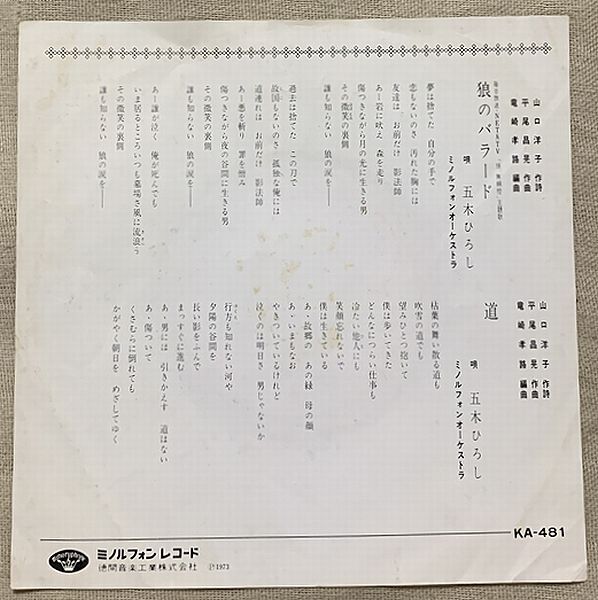 山口洋子 作詩
平尾昌晃 作曲
竜崎孝路 編曲
狼のバラード
唄 五木ひろし
ミノルフォンオーケストラ
夢は捨てた 自分の手で
恋もないのさ 汚れた胸には
友達は お前だけ 影法師
あー岩に吠え 森を走り
傷つきながら月の光に生きる男
その微笑の裏側
誰も知らない 狼の涙を——
過去は捨てた この刀で
故国もないのさ 孤独な俺には
道連れは お前だけ 影法師
あー悪を斬り 罪を憎み
傷つきながら夜の谷間に生きる男
その微笑の裏側
誰も知らない 狼の涙を——
あー誰が泣く 俺が死んでも
いま居るところいつも墓場さ風に流浪う
その微笑の裏側
誰も知らない 狼の涙を——
山口洋子 作詩
平尾昌晃 作曲
竜崎孝路 編曲
道
唄 五木ひろし
ミノルフォンオーケストラ
枯葉の舞い散る道も
吹雪の道でも
望みひとつ抱いて
僕は歩いてきた
どんなにつらい仕事も
冷たい他人にも
笑顔忘れないで
僕は生きている
あゝ故郷の あの緑 母の顔
あゝいまもなお
やきついているけれど
泣くのは明日さ 男じゃないか
行方も知れない河や
夕陽の谷間を
長い影をふんで
まっすぐに進む
あゝ男には 引きかえす 道はない
あゝ傷ついて
くさむらに倒れても
かがやく朝日を めざしてゆく
KA-481
ミノルフォン レコード
徳間音楽工業株式会社 Ⓟ1973